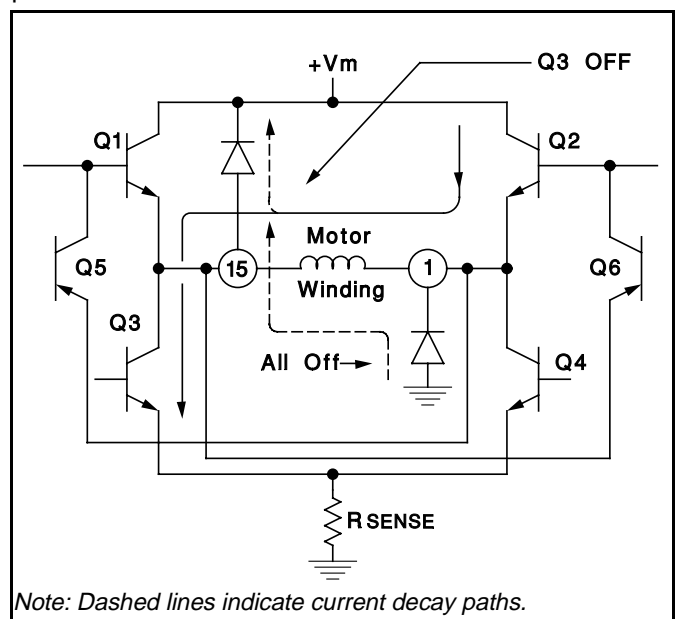 +Vm
Q3 OFF
Q1
Q2
Motor
15
1
Winding
Q5
Q6
Q3
All Off
Q4
RSENSE
Note: Dashed lines indicate current decay paths.